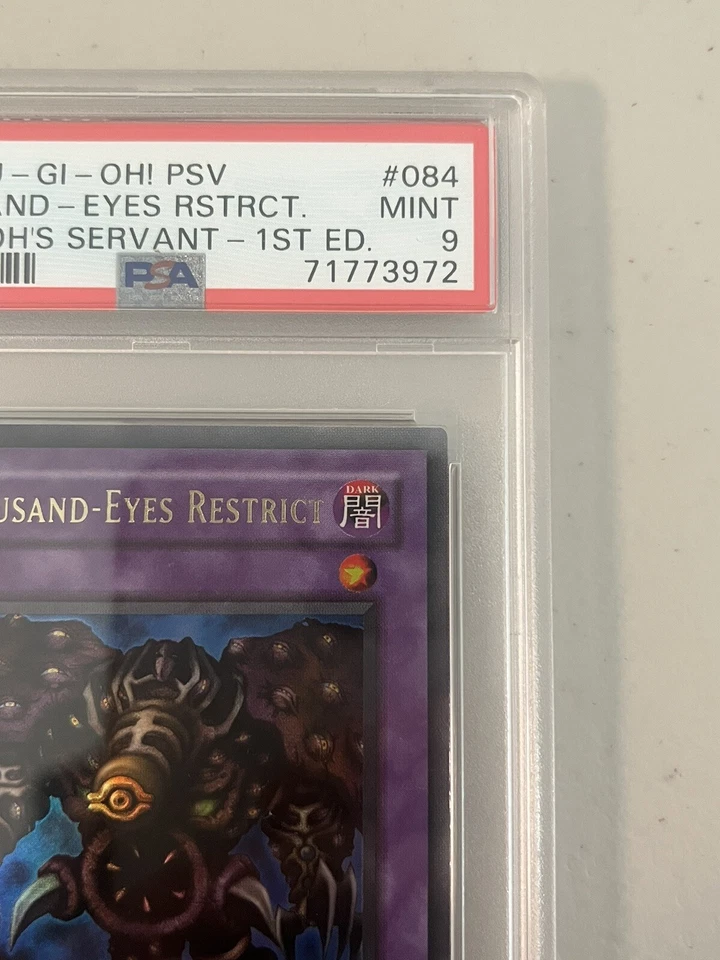 U-GI-OH! PSV #084
AND-EYES RSTRCT. MINT
OH'S SERVANT-1ST ED. 9
PSA 71773972
USAND-EYES RESTRICT DARK
闇